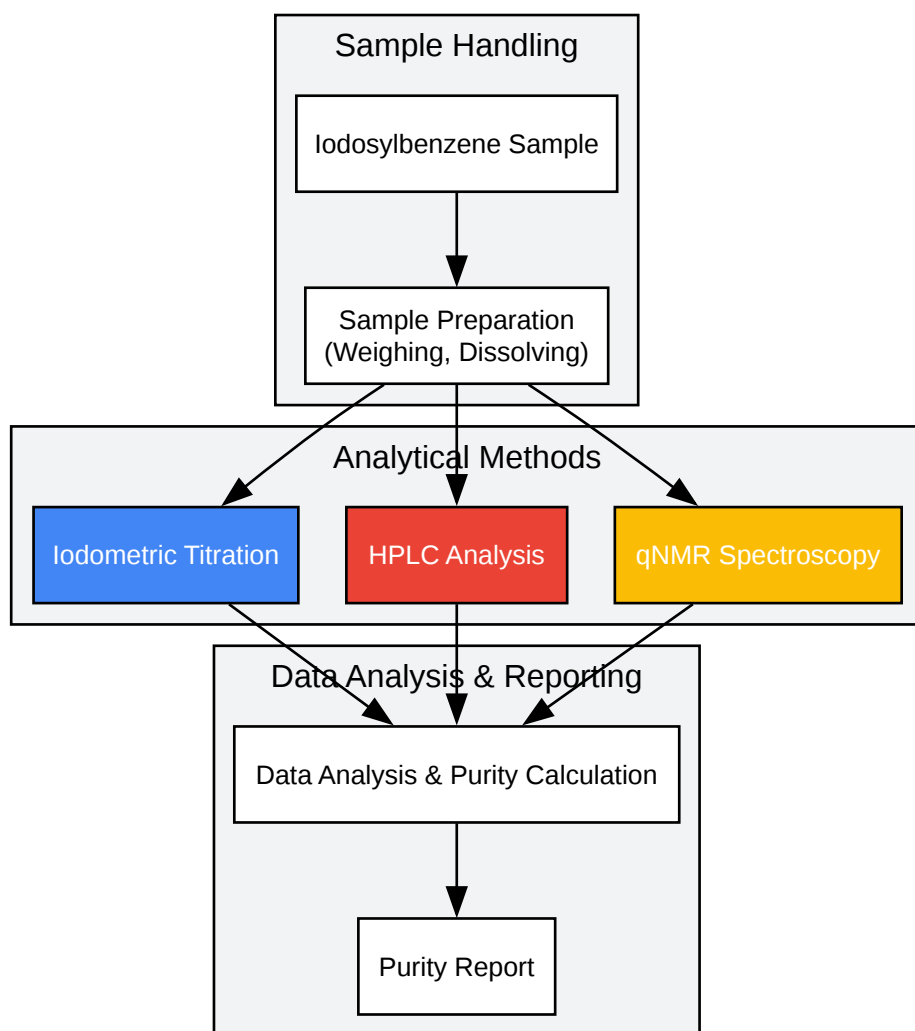 Sample Handling
Iodosylbenzene Sample
Sample Preparation
(Weighing, Dissolving)
Analytical Methods
Iodometric Titration
HPLC Analysis
qNMR Spectroscopy
Data Analysis & Reporting
Data Analysis & Purity Calculation
Purity Report